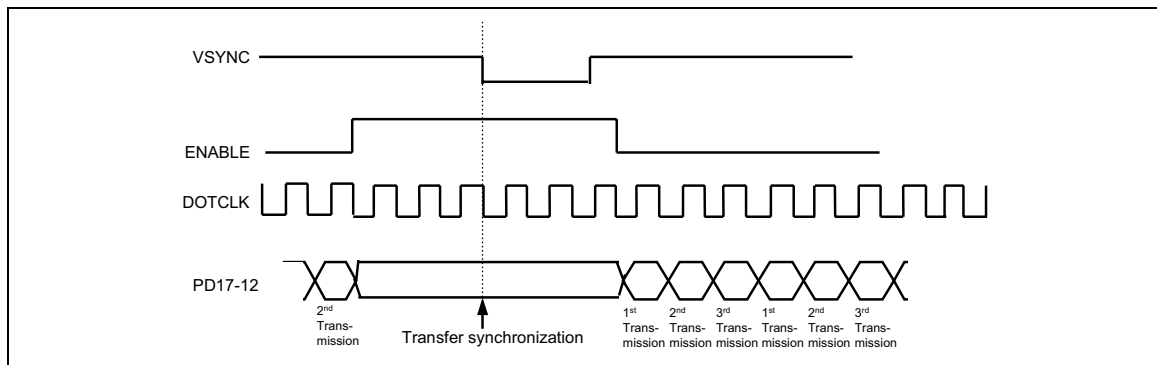 VSYNC
ENABLE
DOTCLK
PD17-12
2nd
Trans-
mission
Transfer synchronization
1st
Trans-
mission
2nd
Trans-
mission
3rd
Trans-
mission
1st
Trans-
mission
2nd
Trans-
mission
3rd
Trans-
mission